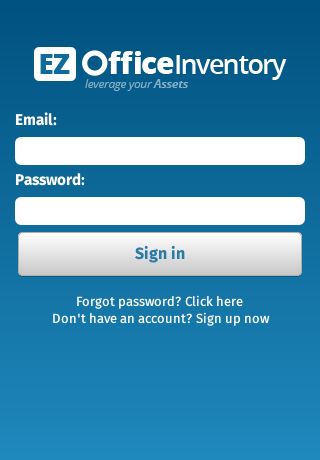 EZ OfficeInventory
leverage your Assets
Email:
Password:
Sign in
Forgot password? Click here
Don't have an account? Sign up now